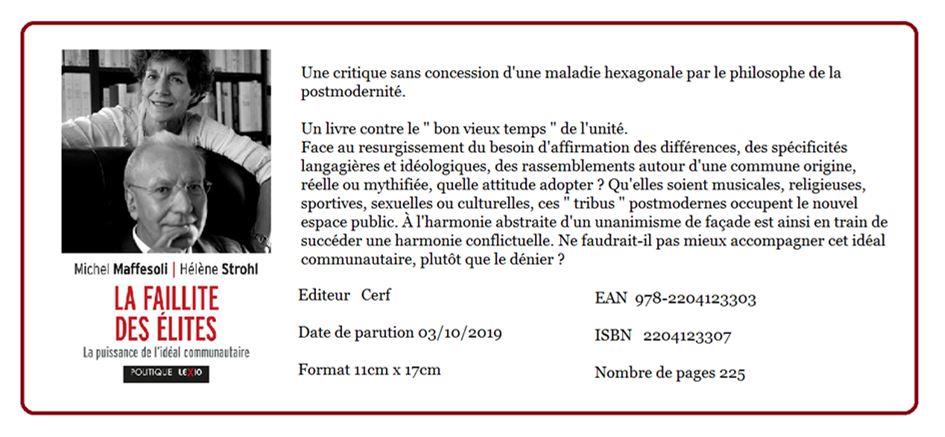 Une critique sans concession d'une maladie hexagonale par le philosophe de la
postmodernité.
Un livre contre le " bon vieux temps " de l'unité.
Face au resurgissement du besoin d'affirmation des différences, des spécificités
langagières et idéologiques, des rassemblements autour d'une commune origine,
réelle ou mythifiée, quelle attitude adopter ? Qu'elles soient musicales, religieuses,
sportives, sexuelles ou culturelles, ces " tribus " postmodernes occupent le nouvel
espace public. À l'harmonie abstraite d'un unanimisme de façade est ainsi en train de
succéder une harmonie conflictuelle. Ne faudrait-il pas mieux accompagner cet idéal
communautaire, plutôt que le dénier ?
Michel Maffesoli | Hélène Strohl
LA FAILLITE
DES ÉLITES
La puissance de l'idéal communautaire
POLITIQUE LEXIO
Editeur Cerf
Date de parution 03/10/2019
Format 11cm x 17cm
EAN 978-2204123303
ISBN 2204123307
Nombre de pages 225